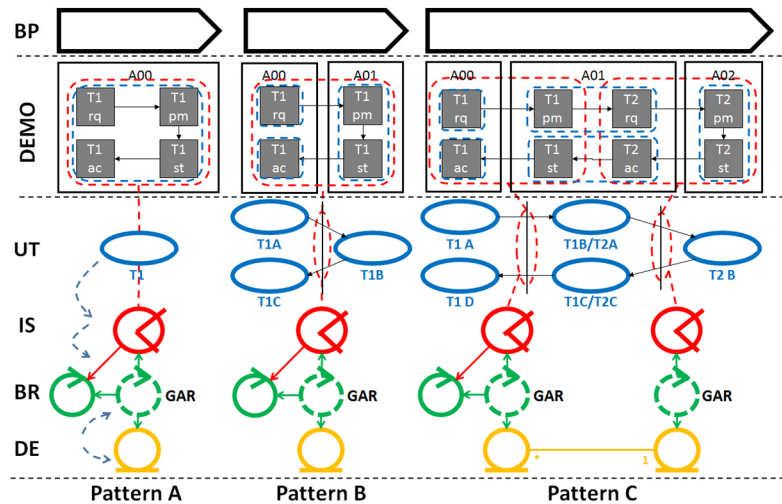 BP
A00
A00
A01
A00
A01
A02
DEMO
T1 rq
T1 pm
T1 rq
T1 pm
T1 rq
T1 pm
T2 rq
T2 pm
T1 ac
T1 st
T1 ac
T1 st
T1 ac
T1 st
T2 ac
T2 st
UT
T1
T1A
T1B
T1C
T1 A
T1B/T2A
T2 B
T1 D
T1C/T2C
IS
BR
GAR
GAR
GAR
GAR
DE
*
1
Pattern A
Pattern B
Pattern C